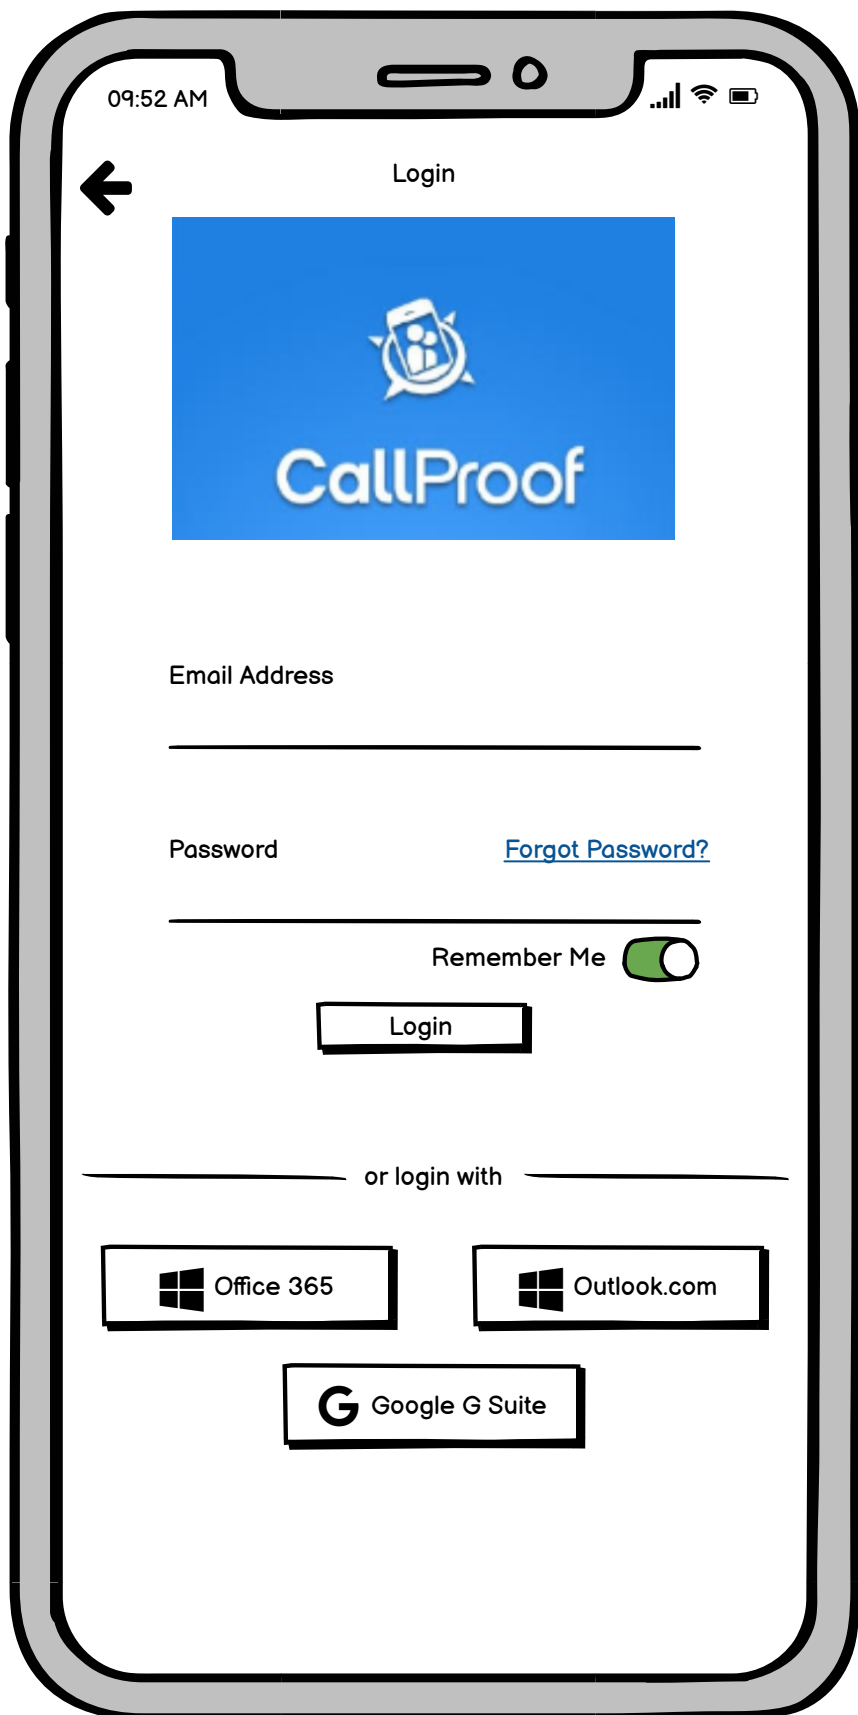 09:52 AM
Login
CallProof
Email Address
Password
Forgot Password?
Remember Me
Login
or login with
Office 365
Outlook.com
Google G Suite